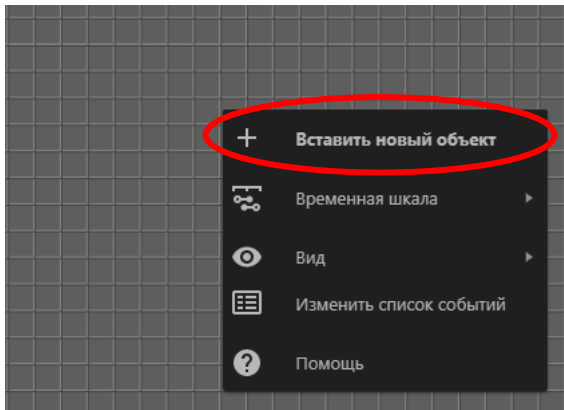 Вставить новый объект
Временная шкала
Вид
Изменить список событий
Помощь